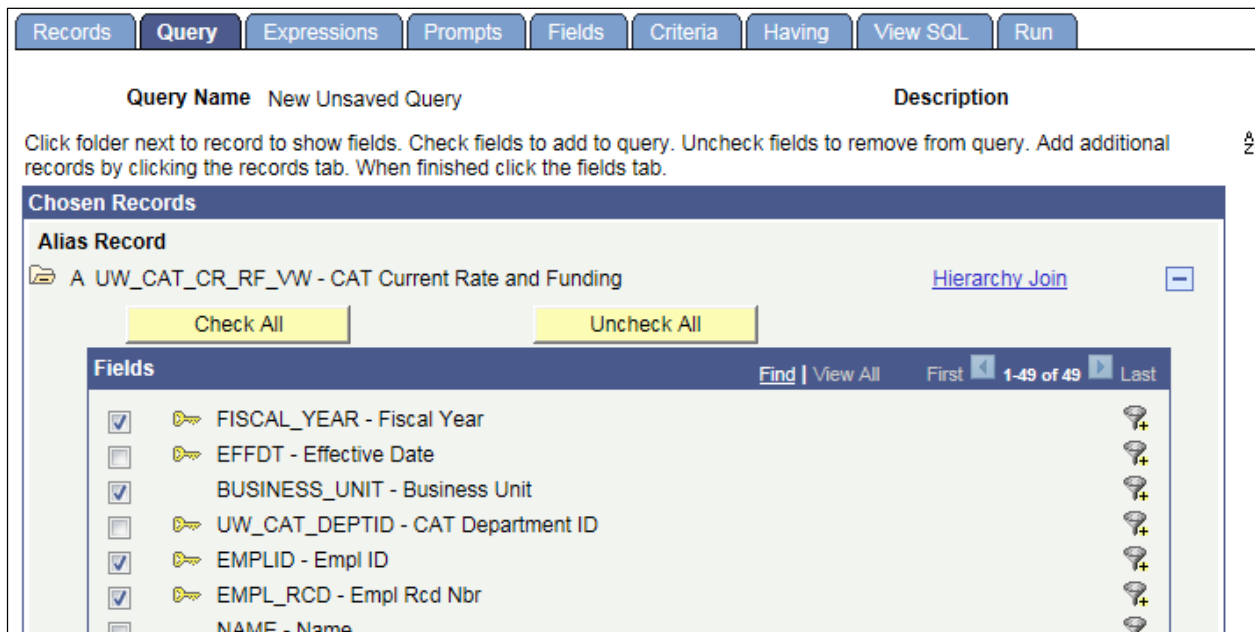 Records Query Expressions Prompts Fields Criteria Having View SQL Run
Query Name New Unsaved Query Description
Click folder next to record to show fields. Check fields to add to query. Uncheck fields to remove from query. Add additional
records by clicking the records tab. When finished click the fields tab.
Chosen Records
Alias Record
A UW_CAT_CR_RF_VW - CAT Current Rate and Funding Hierarchy Join
Check All Uncheck All
Fields Find | View All First 1-49 of 49 Last
FISCAL_YEAR - Fiscal Year
EFFDT - Effective Date
BUSINESS_UNIT - Business Unit
UW_CAT_DEPTID - CAT Department ID
EMPLID - Empl ID
EMPL_RCD - Empl Rcd Nbr
NAME - Name